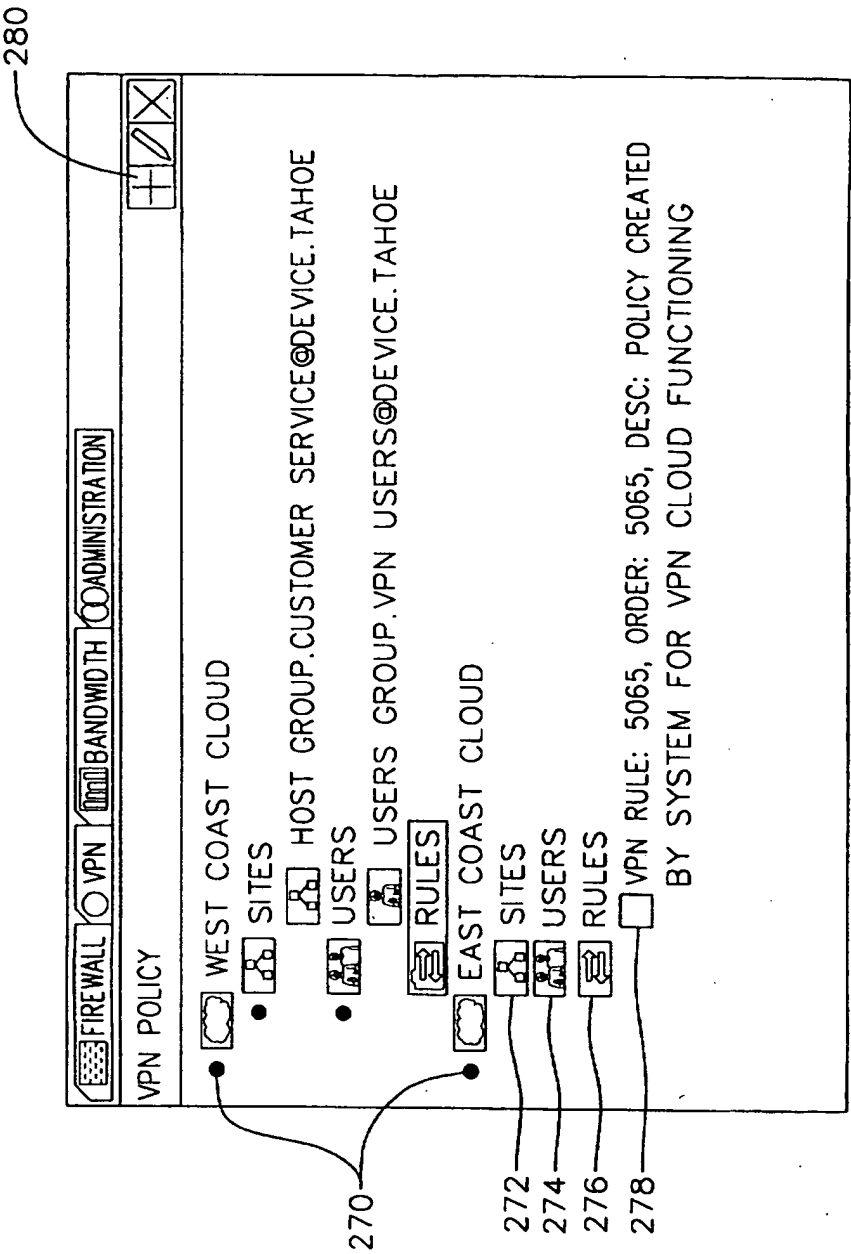 280
FIREWALL VPN BANDWIDTH ADMINISTRATION
VPN POLICY
WEST COAST CLOUD
SITES
HOST GROUP.CUSTOMER SERVICE@DEVICE.TAHOE
USERS
USERS GROUP.VPN USERS@DEVICE.TAHOE
RULES
270
EAST COAST CLOUD
272
SITES
274
USERS
276
RULES
278
VPN RULE: 5065, ORDER: 5065, DESC: POLICY CREATED
BY SYSTEM FOR VPN CLOUD FUNCTIONING